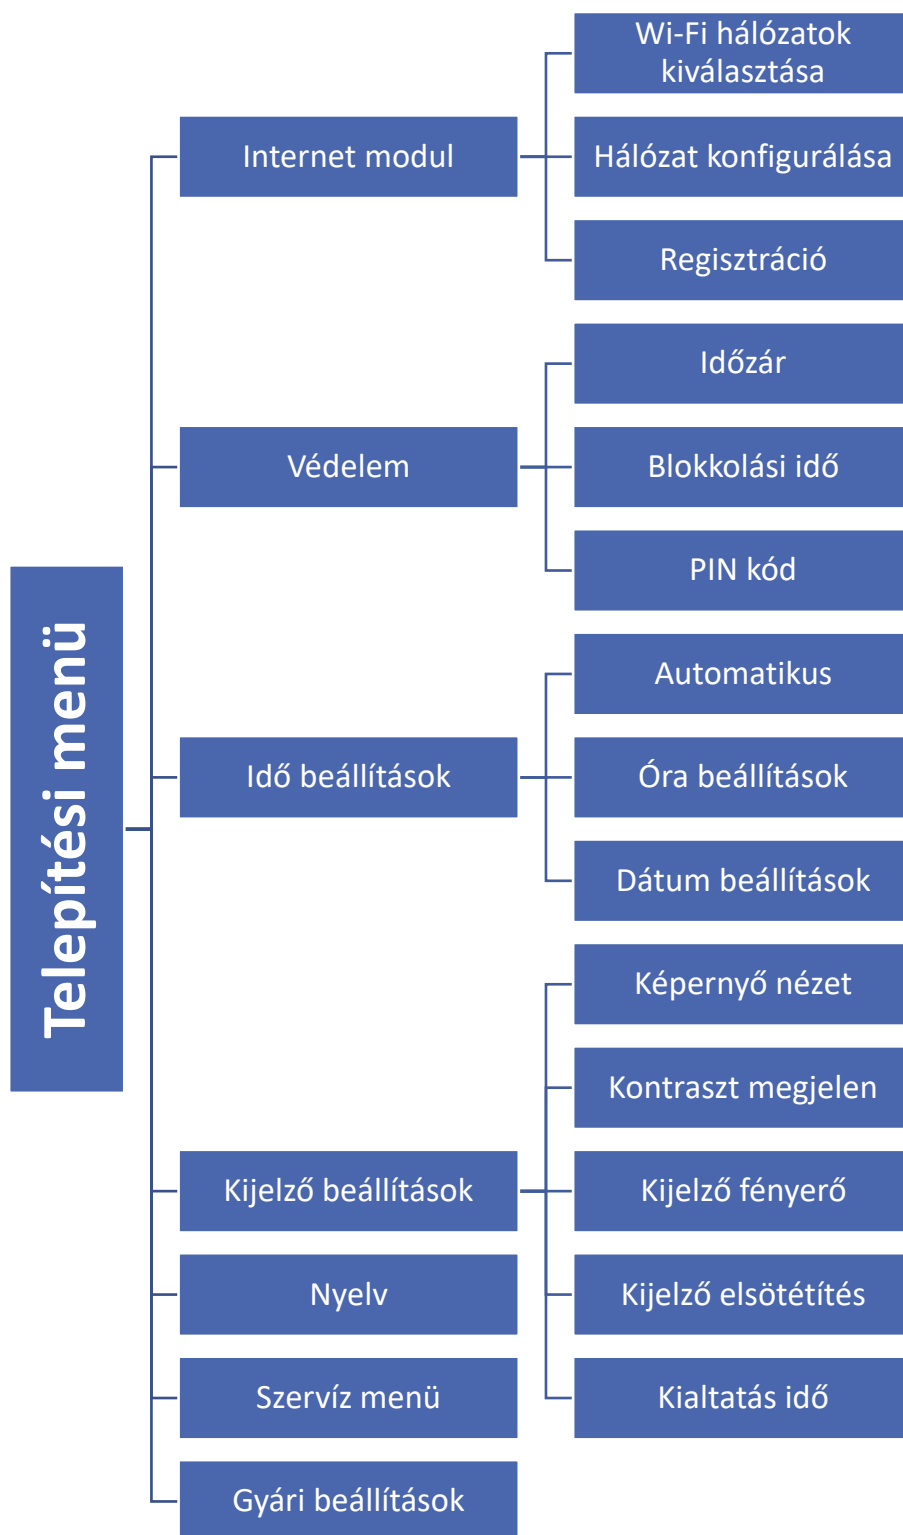 Telepítési menü
Internet modul
Wi-Fi hálózatok
kiválasztása
Hálózat konfigurálása
Regisztráció
Védelem
Időzár
Blokkolási idő
PIN kód
Idő beállítások
Automatikus
Óra beállítások
Dátum beállítások
Kijelző beállítások
Képernyő nézet
Kontraszt megjelen
Kijelző fényerő
Kijelző elsötétítés
Kialtatás idő
Nyelv
Szervíz menü
Gyári beállítások